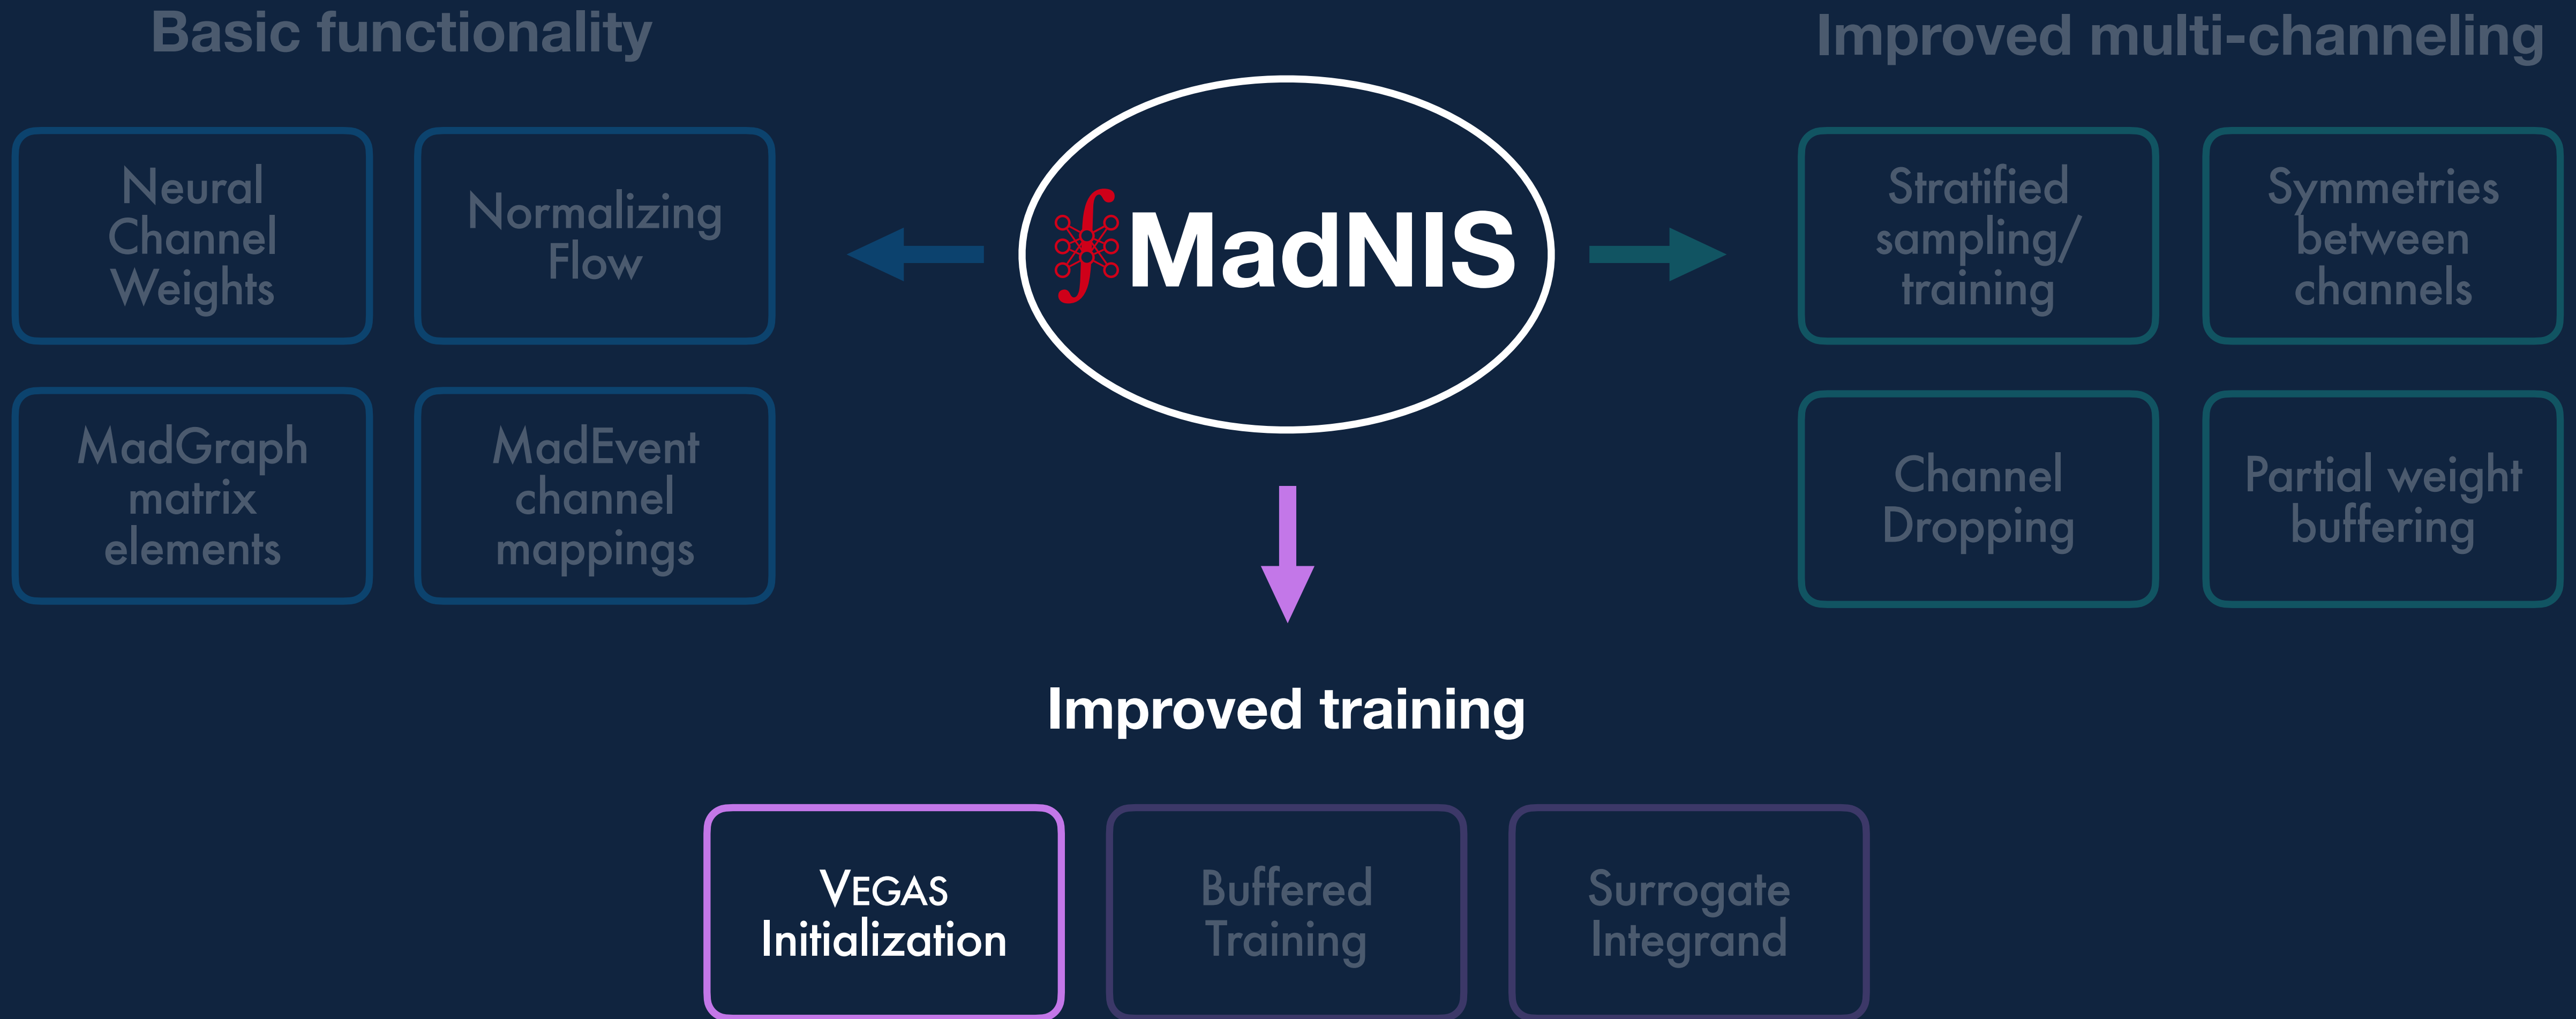 Basic functionality
Neural
Channel
Weights
Normalizing
Flow
MadGraph
matrix
elements
MadEvent
channel
mappings
MadNIS
Improved multi-channeling
Stratified
sampling/
training
Symmetries
between
channels
Channel
Dropping
Partial weight
buffering
Improved training
VEGAS
Initialization
Buffered
Training
Surrogate
Integrand